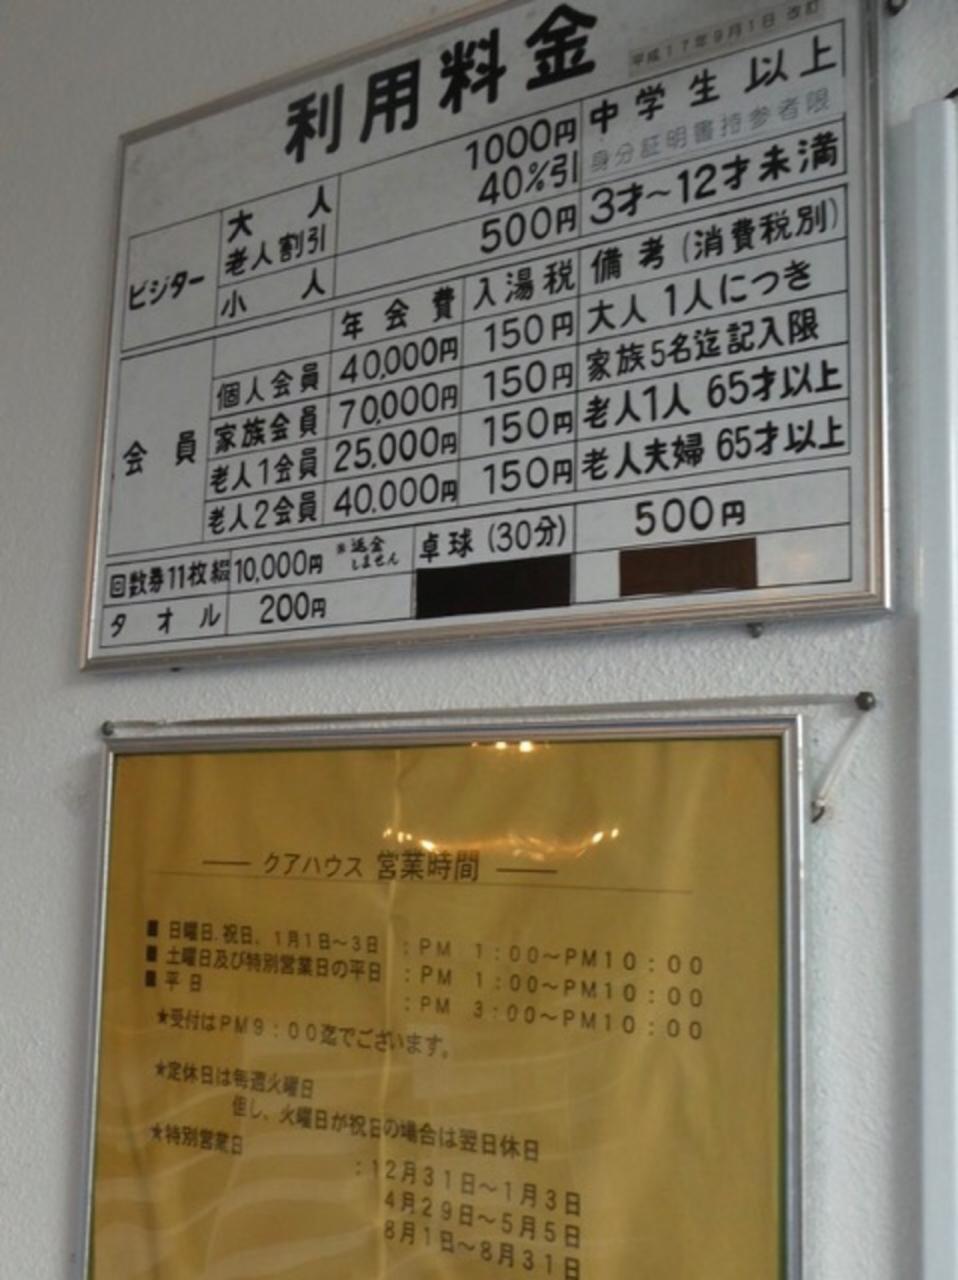 利用料金
平成17年9月1日 改訂
ビジター
大人 1000円 中学生以上
老人割引 40%引 身分証明書持参者限
小人 500円 3才～12才未満
会員
年会費 入湯税 備考(消費税別)
個人会員 40,000円 150円 大人 1人につき
家族会員 70,000円 150円 家族5名迄記入限
老人1会員 25,000円 150円 老人1人 65才以上
老人2会員 40,000円 150円 老人夫婦 65才以上
回数券11枚綴 10,000円 ※返金しません 卓球(30分) 500円
タオル 200円
クアハウス 営業時間
■ 日曜日.祝日、1月1日～3日 :PM 1:00～PM10:00
■ 土曜日及び特別営業日の平日 :PM 1:00～PM10:00
■ 平日 :PM 3:00～PM10:00
★受付はPM9:00迄でございます。
★定休日は毎週火曜日
但し、火曜日が祝日の場合は翌日休日
★特別営業日 :12月31日～1月3日
4月29日～5月5日
8月1日～8月31日